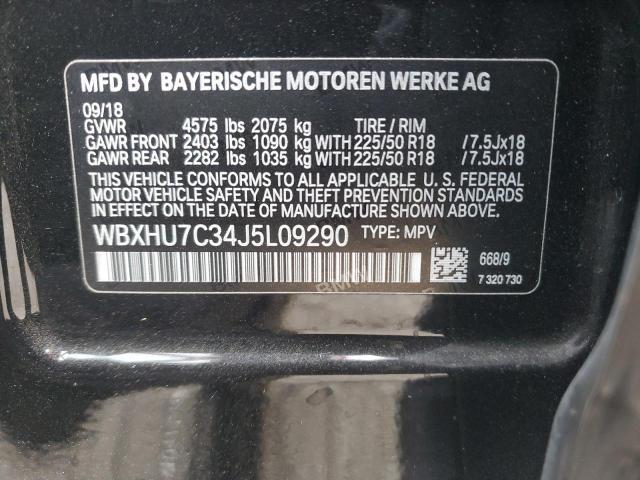 MFD BY BAYERISCHE MOTOREN WERKE AG
09/18
GVWR 4575 lbs 2075 kg TIRE / RIM
GAWR FRONT 2403 lbs 1090 kg WITH 225/50 R18 /7.5Jx18
GAWR REAR 2282 lbs 1035 kg WITH 225/50 R18 /7.5Jx18
THIS VEHICLE CONFORMS TO ALL APPLICABLE U. S. FEDERAL
MOTOR VEHICLE SAFETY AND THEFT PREVENTION
STANDARDS IN EFFECT ON THE DATE OF MANUFACTURE SHOWN ABOVE.
WBXHU7C34J5L09290 TYPE: MPV
668/9
7 320 730
BMW